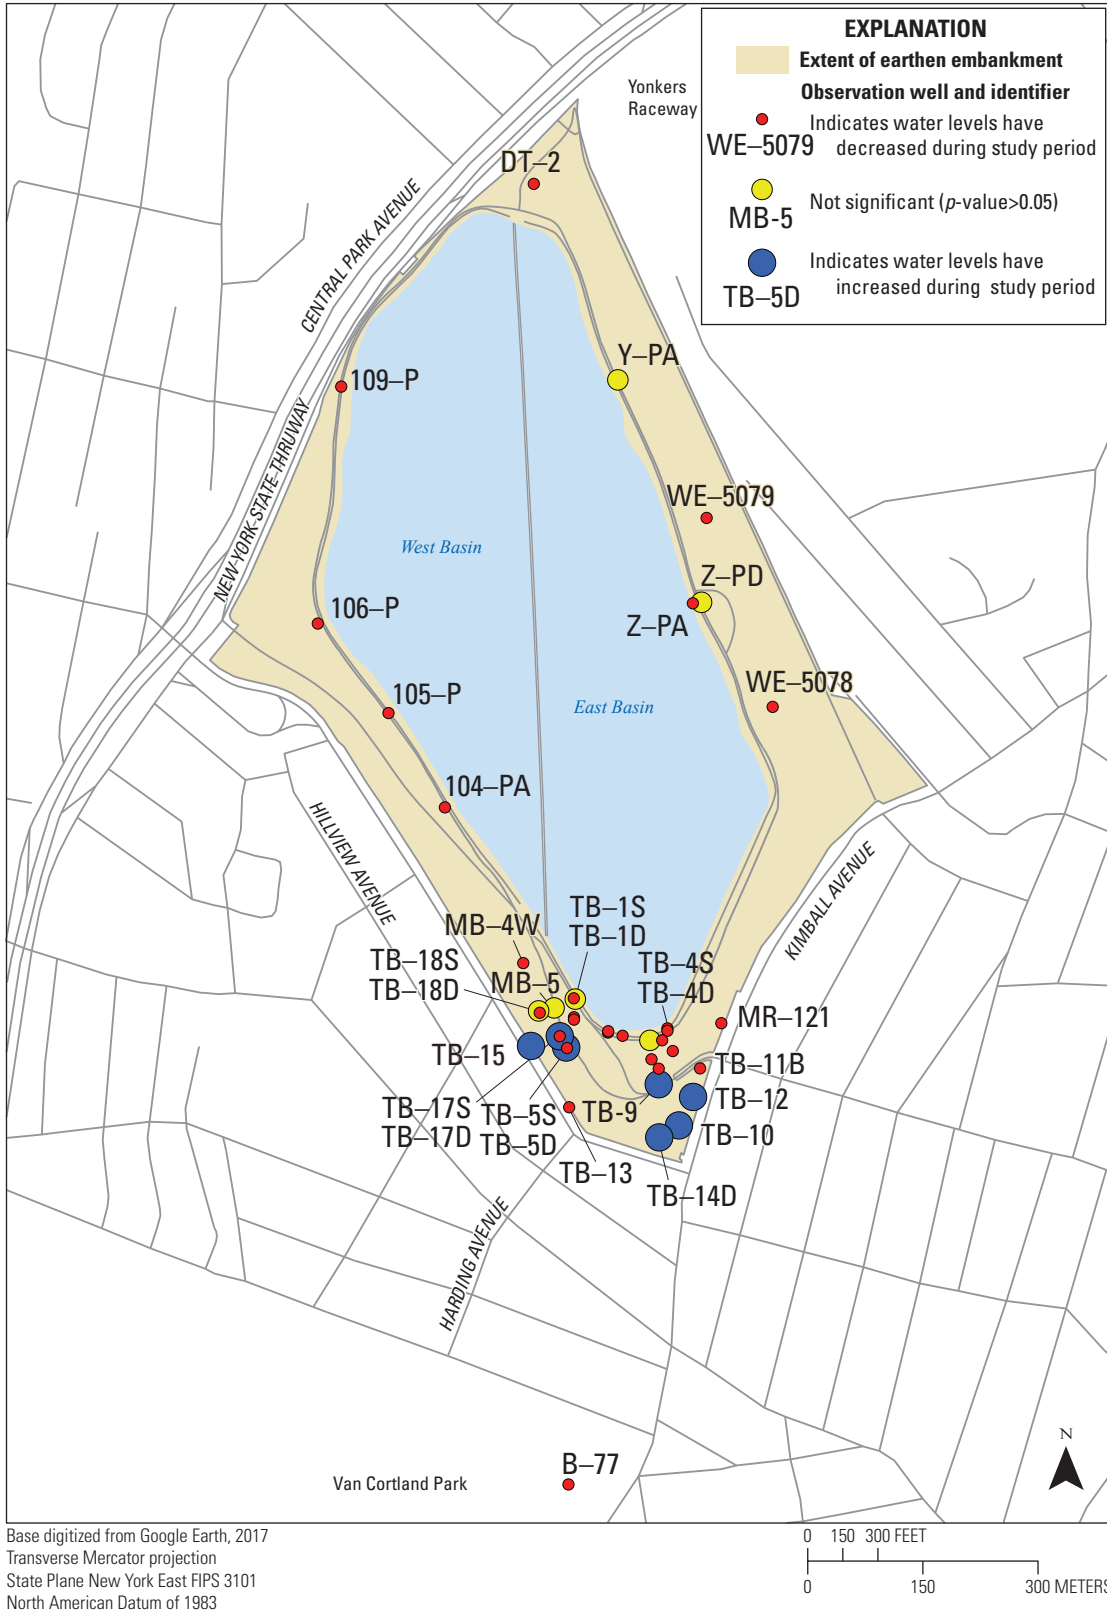 EXPLANATION
Extent of earthen embankment
Observation well and identifier
WE–5079
Indicates water levels have
decreased during study period
MB-5
Not significant (p-value>0.05)
TB–5D
Indicates water levels have
increased during study period
Yonkers
Raceway
DT–2
CENTRAL PARK AVENUE
Y–PA
109–P
NEW YORK STATE THRUWAY
WE–5079
West Basin
Z–PD
106–P
Z–PA
105–P
East Basin
WE–5078
104–PA
HILLVIEW AVENUE
KIMBALL AVENUE
TB–1S
TB–1D
MB–4W
TB–18S
TB–18D
MB–5
TB–4S
TB–4D
MR–121
TB–15
TB–11B
TB–12
TB–17S
TB–17D
TB–5S
TB–5D
TB-9
TB–10
TB–13
TB–14D
HARDING AVENUE
B–77
Van Cortland Park
N
Base digitized from Google Earth, 2017
Transverse Mercator projection
State Plane New York East FIPS 3101
North American Datum of 1983
0 150 300 FEET
0 150 300 METERS